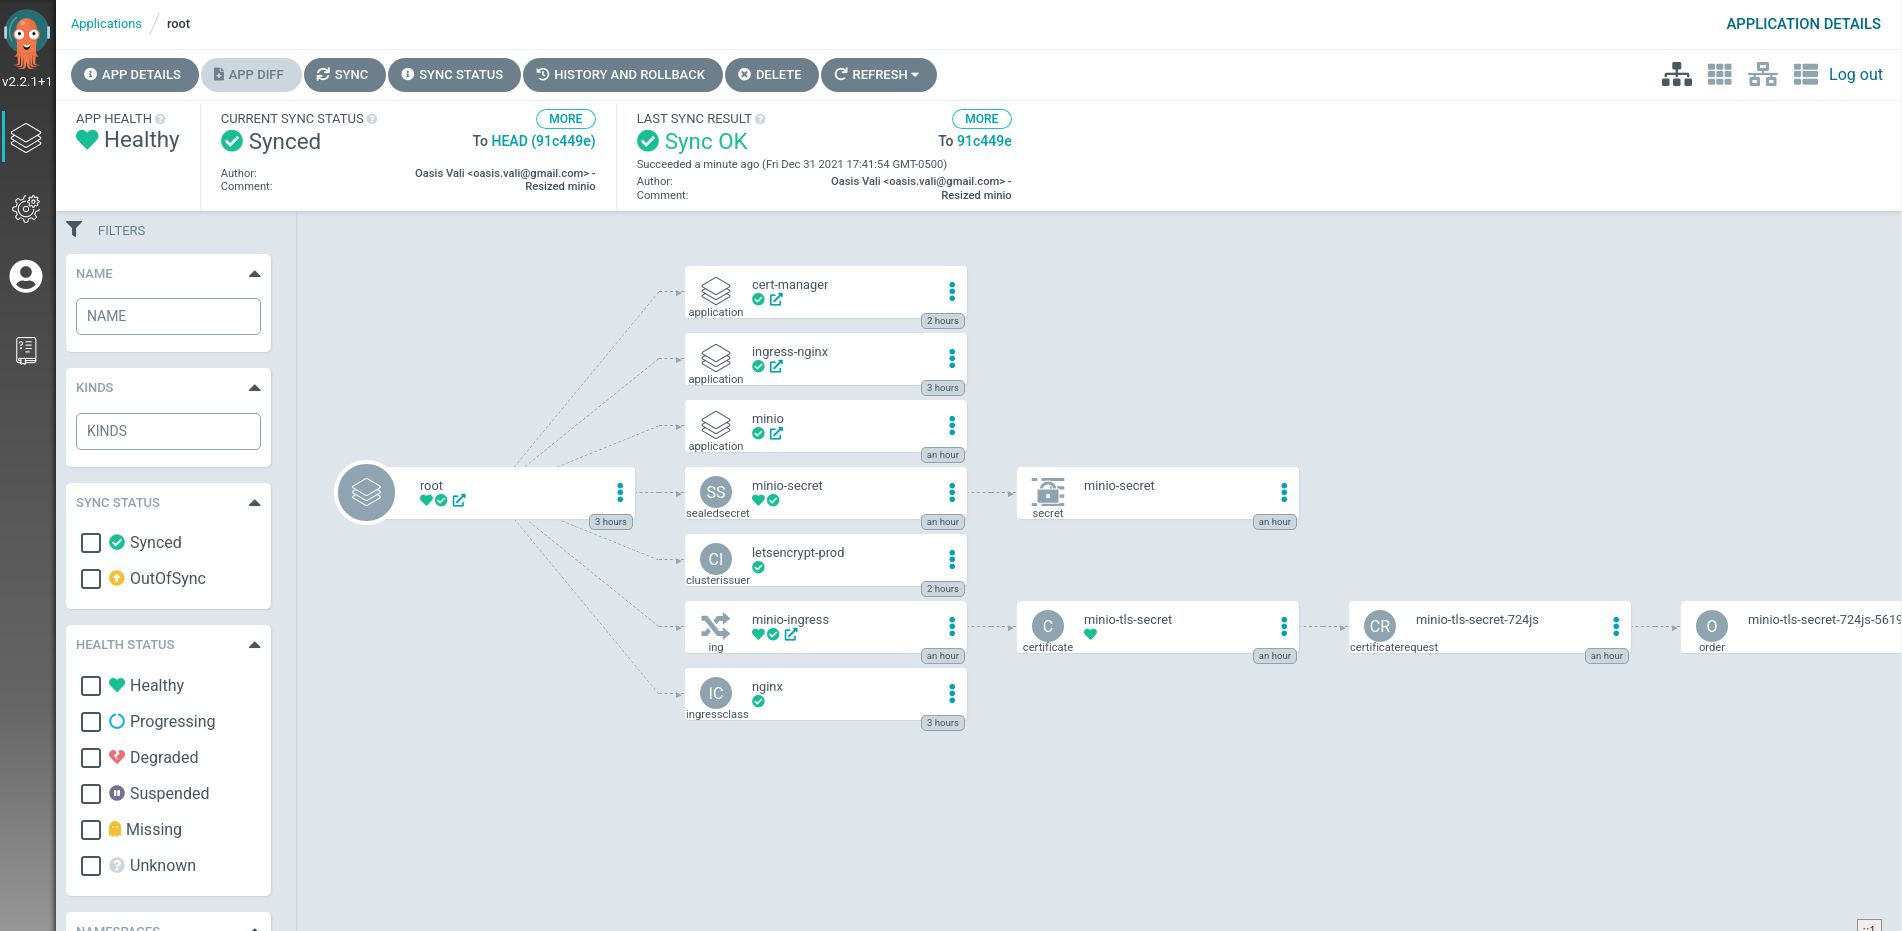 Applications / root
APPLICATION DETAILS
v2.2.1+1
APP DETAILS
APP DIFF
SYNC
SYNC STATUS
HISTORY AND ROLLBACK
DELETE
REFRESH
Log out
APP HEALTH
Healthy
CURRENT SYNC STATUS
MORE
Synced
To HEAD (91c449e)
Author: Oasis Vali <oasis.vali@gmail.com> -
Comment: Resized minio
LAST SYNC RESULT
MORE
Sync OK
To 91c449e
Succeeded a minute ago (Fri Dec 31 2021 17:41:54 GMT-0500)
Author: Oasis Vali <oasis.vali@gmail.com> -
Comment: Resized minio
FILTERS
NAME
NAME
KINDS
KINDS
SYNC STATUS
Synced
OutOfSync
HEALTH STATUS
Healthy
Progressing
Degraded
Suspended
Missing
Unknown
NAMESPACES
root
3 hours
cert-manager
application
2 hours
ingress-nginx
application
3 hours
minio
application
an hour
SS
minio-secret
sealedsecret
an hour
minio-secret
secret
an hour
CI
letsencrypt-prod
clusterissuer
2 hours
minio-ingress
ing
an hour
C
minio-tls-secret
certificate
an hour
CR
minio-tls-secret-724js
certificaterequest
an hour
O
minio-tls-secret-724js-5619
order
IC
nginx
ingressclass
3 hours